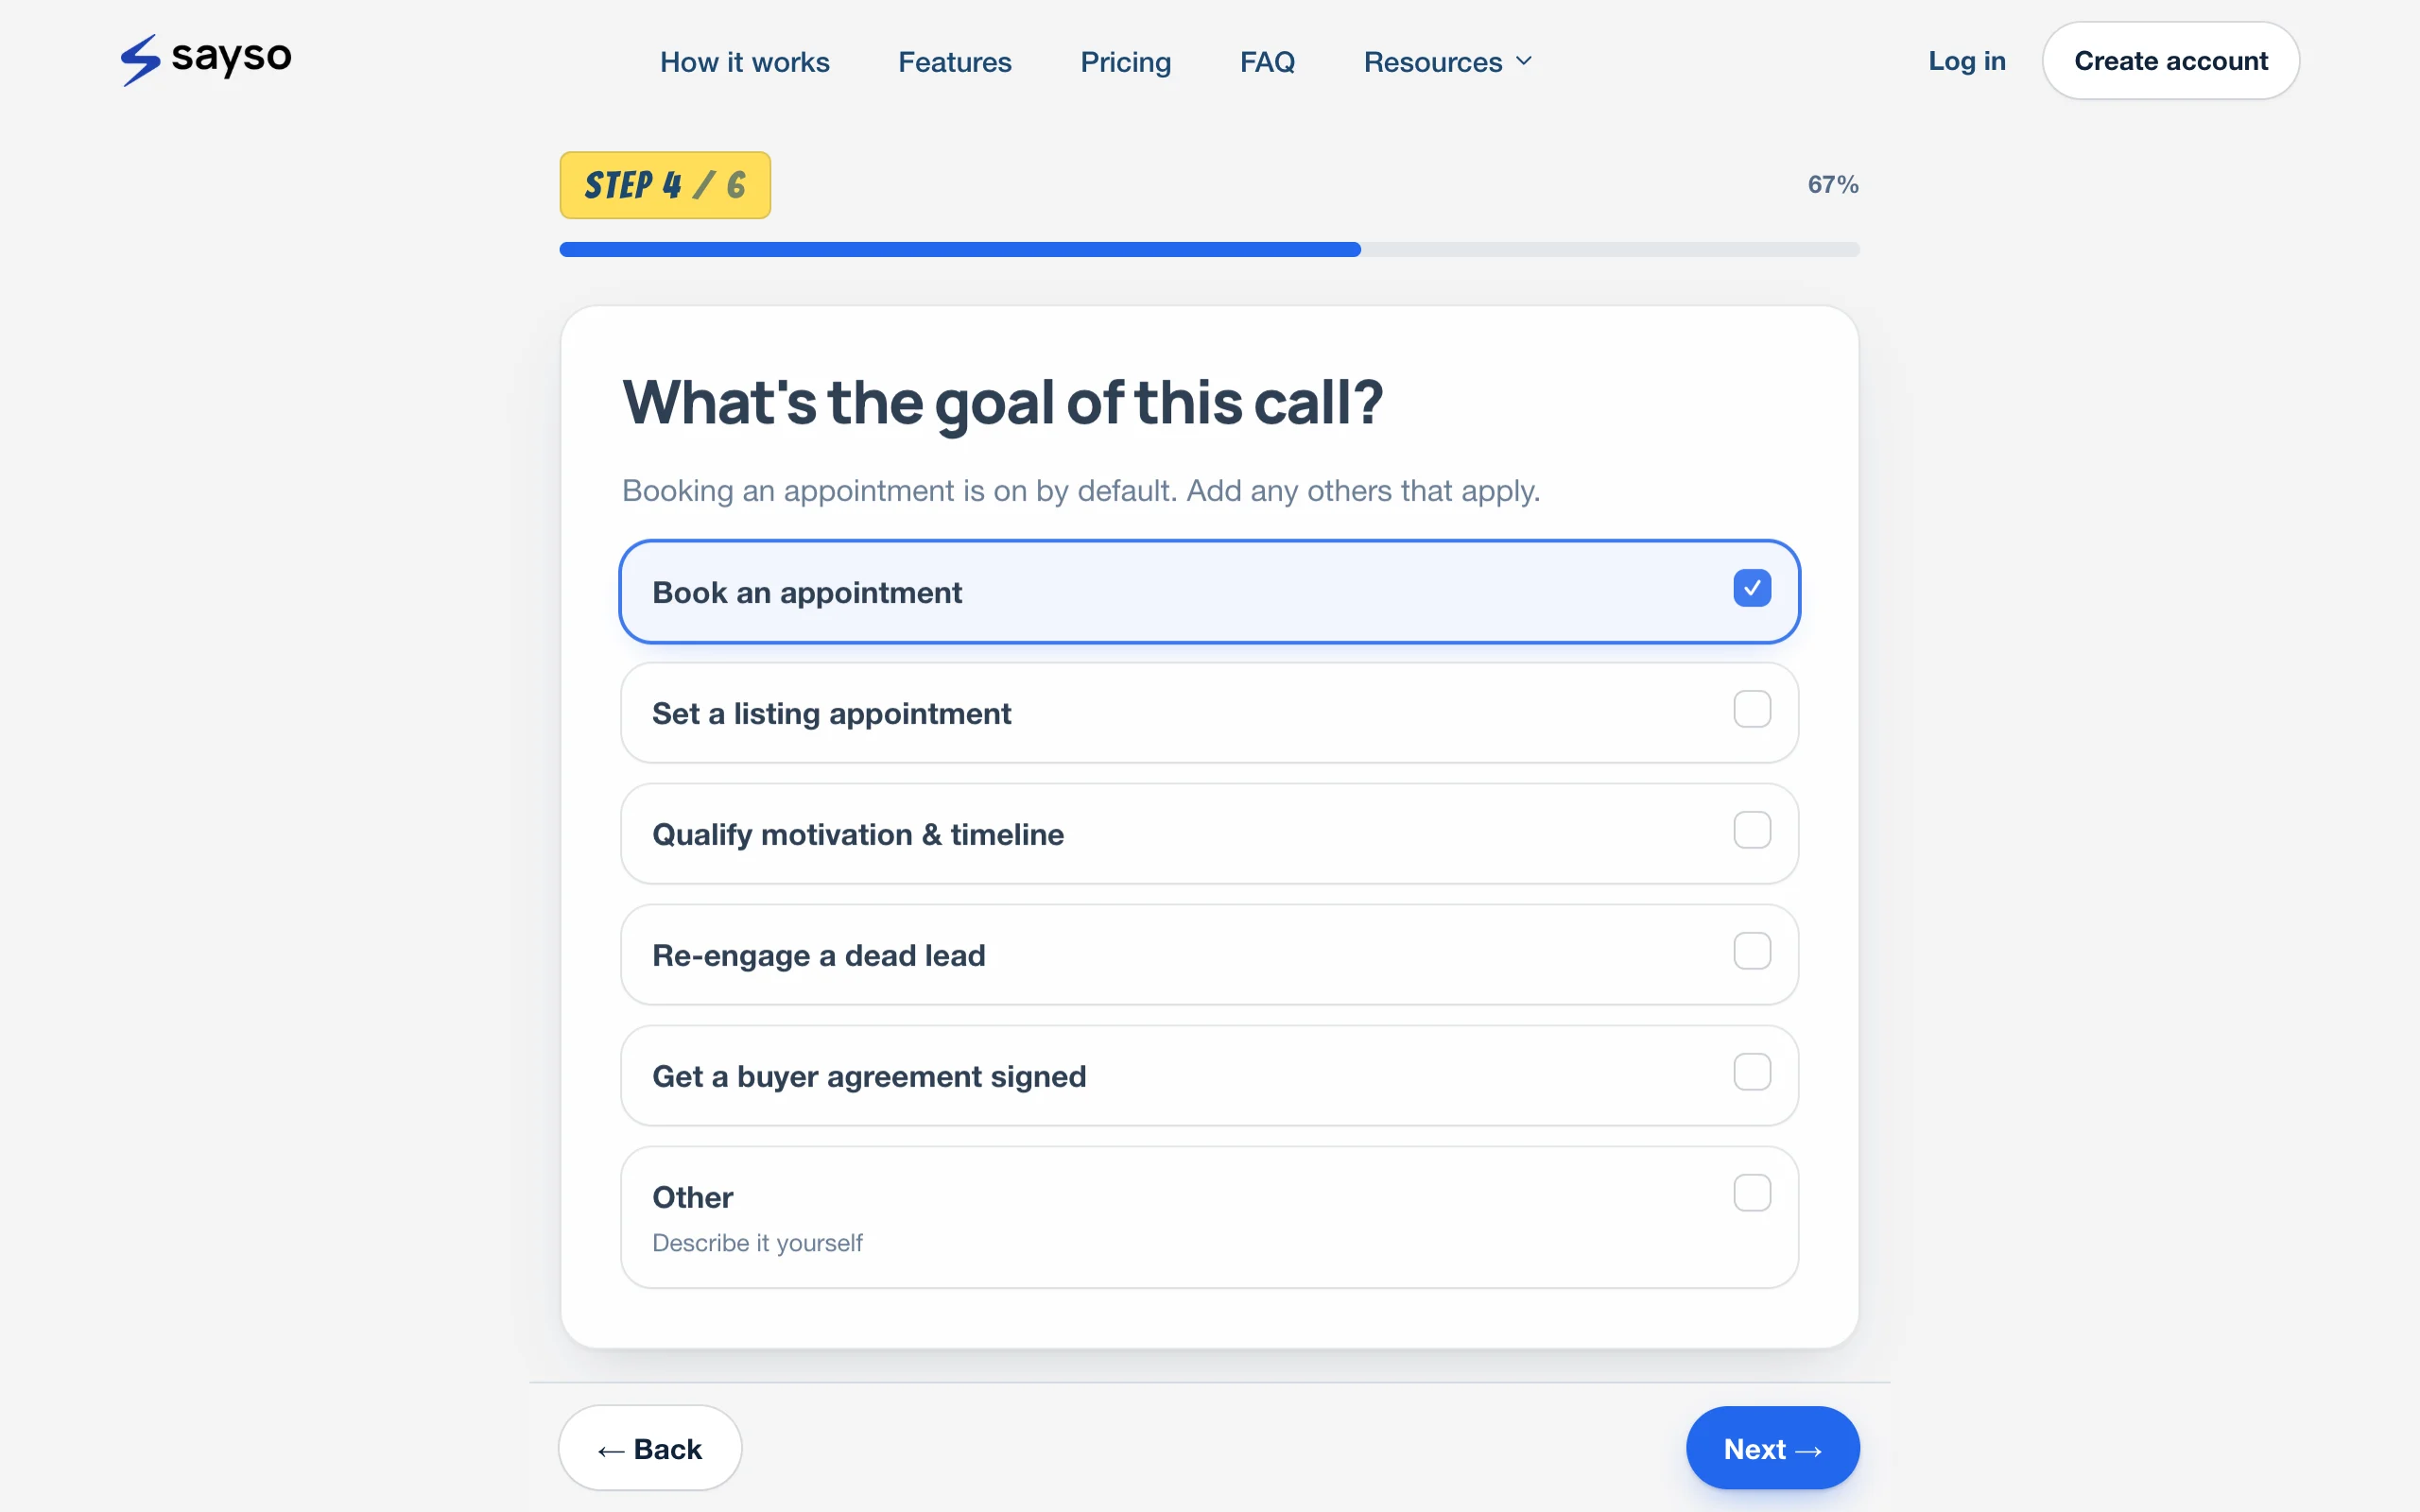 sayso
How it works
Features
Pricing
FAQ
Resources
Log in
Create account
STEP 4 / 6
67%
What's the goal of this call?
Booking an appointment is on by default. Add any others that apply.
Book an appointment
Set a listing appointment
Qualify motivation & timeline
Re-engage a dead lead
Get a buyer agreement signed
Other
Describe it yourself
← Back
Next →